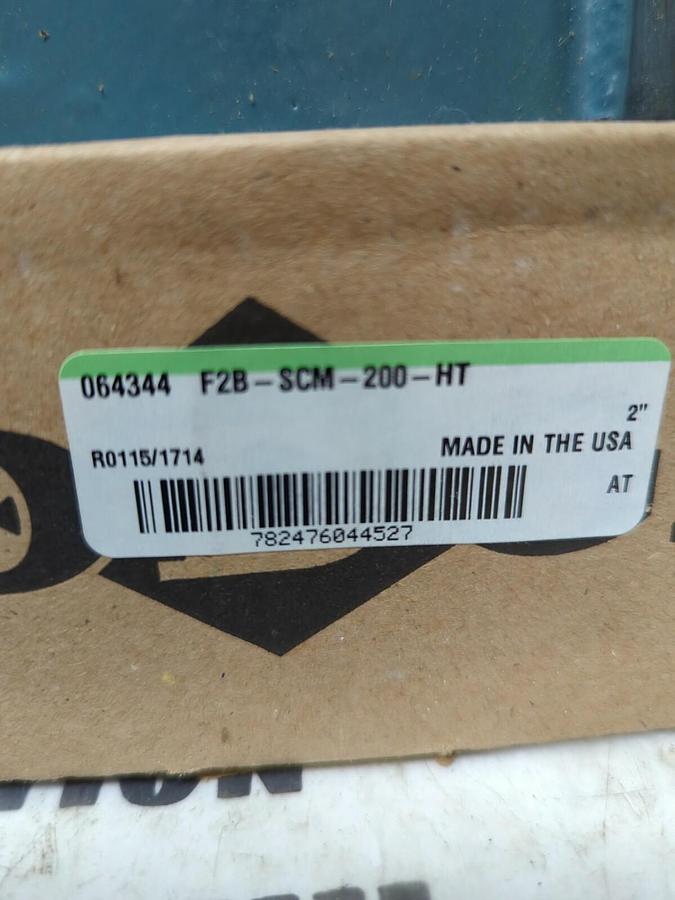 064344 F2B-SCM-200-HT
2"
R0115/1714 MADE IN THE USA
AT
782476044527